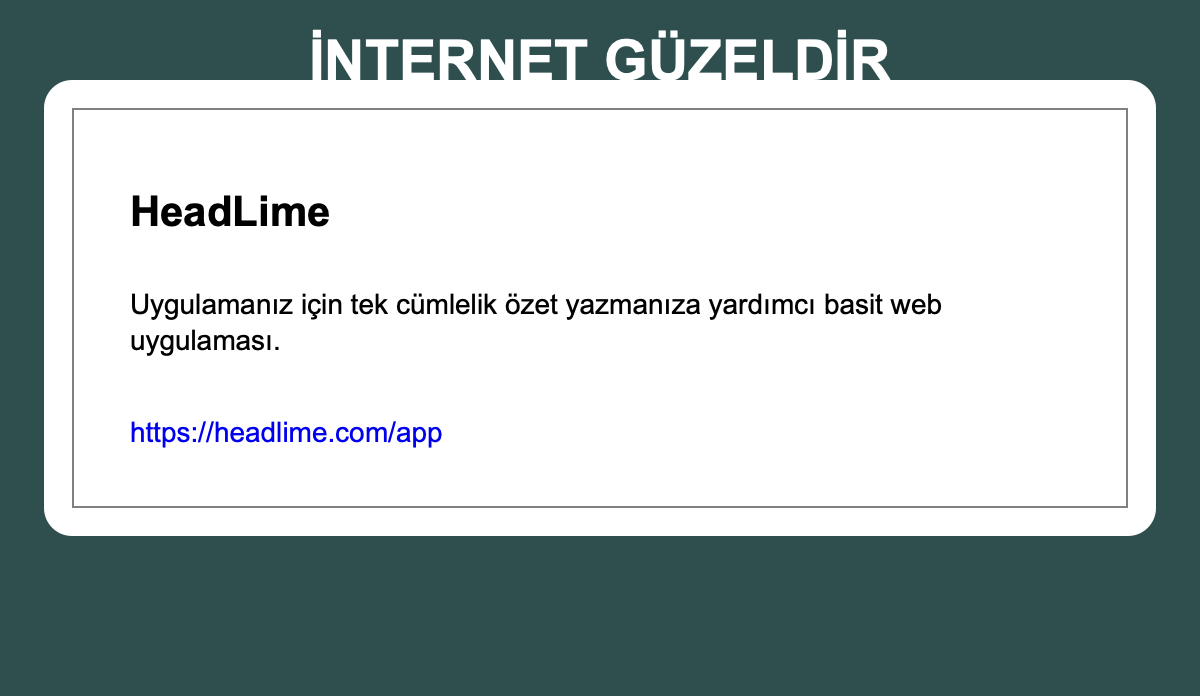 İNTERNET GÜZELDİR
HeadLime
Uygulamanız için tek cümlelik özet yazmanıza yardımcı basit web
uygulaması.
https://headlime.com/app